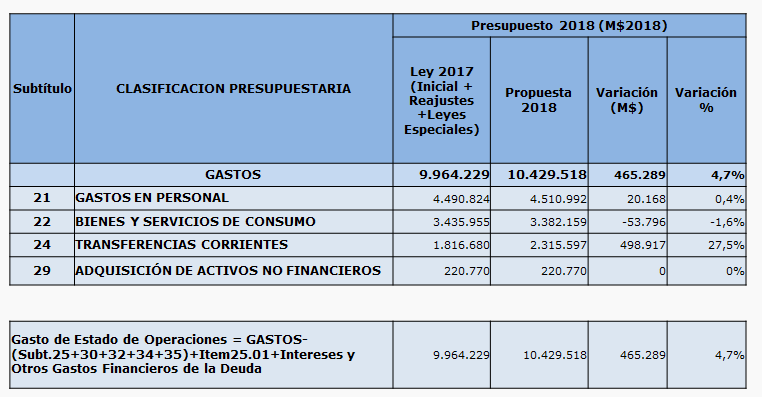 Presupuesto 2018 (M$2018)
Subtítulo
CLASIFICACION PRESUPUESTARIA
Ley 2017
(Inicial +
Reajustes
+Leyes
Especiales)
Propuesta
2018
Variación
(M$)
Variación
%
GASTOS 9.964.229 10.429.518 465.289 4,7%
21 GASTOS EN PERSONAL 4.490.824 4.510.992 20.168 0,4%
22 BIENES Y SERVICIOS DE CONSUMO 3.435.955 3.382.159 -53.796 -1,6%
24 TRANSFERENCIAS CORRIENTES 1.816.680 2.315.597 498.917 27,5%
29 ADQUISICIÓN DE ACTIVOS NO FINANCIEROS 220.770 220.770 0 0%
Gasto de Estado de Operaciones = GASTOS-
(Subt.25+30+32+34+35)+Item25.01+Intereses y
Otros Gastos Financieros de la Deuda
9.964.229 10.429.518 465.289 4,7%